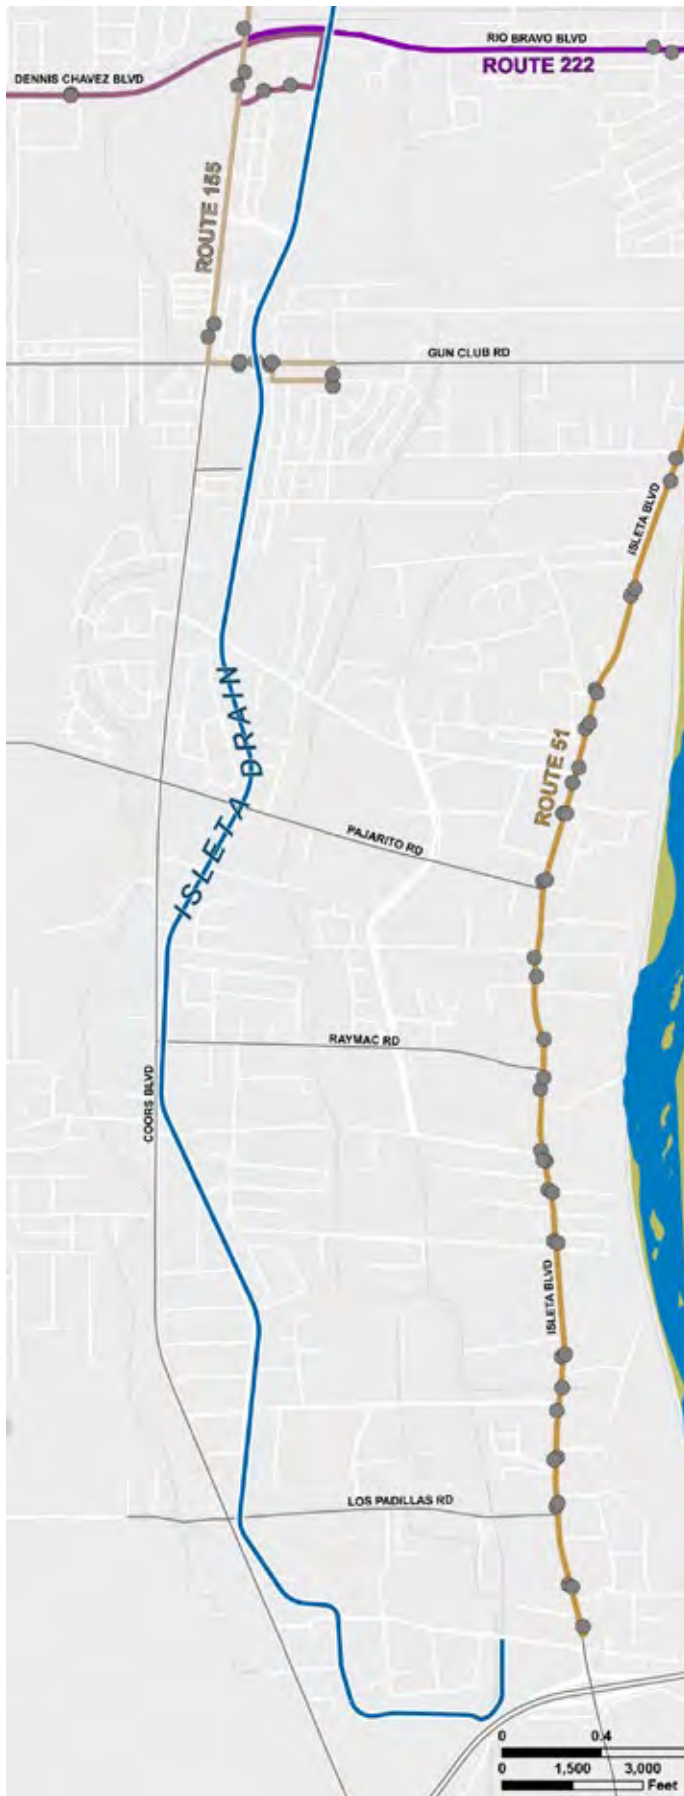 RIO BRAVO BLVD
ROUTE 222
DENNIS CHAVEZ BLVD
ROUTE 155
GUN CLUB RD
ISLETA BLVD
ISLETA DRAIN
ROUTE 51
PAJARITO RD
RAYMAC RD
COORS BLVD
ISLETA BLVD
LOS PADILLAS RD
0 0.4
0 1,500 3,000
Feet